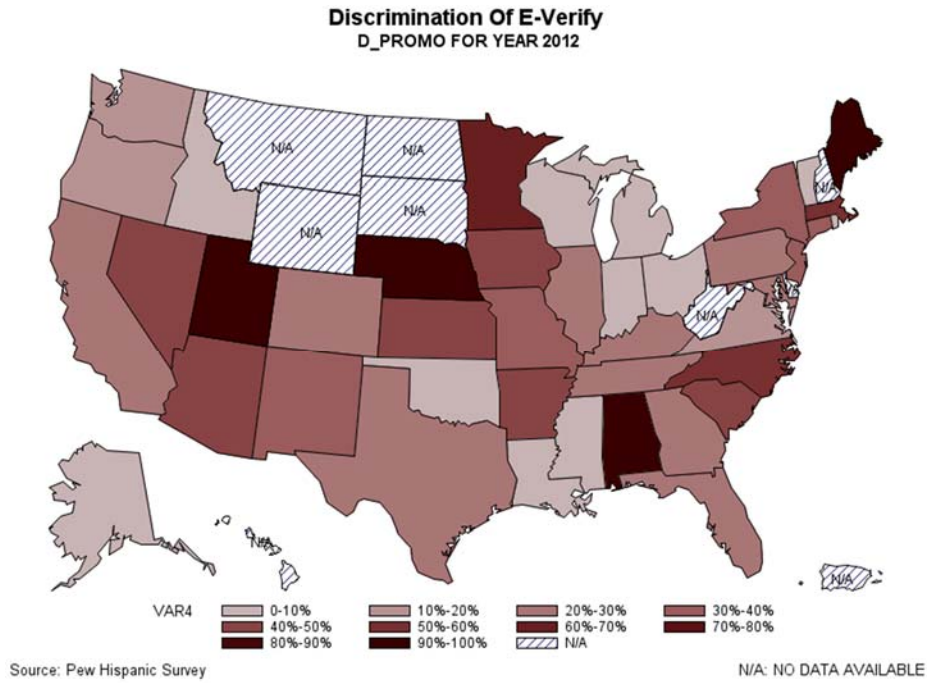 Discrimination Of E-Verify
D_PROMO FOR YEAR 2012
N/A
N/A
N/A
N/A
N/A
N/A
N/A
N/A
VAR4 0-10% 10%-20% 20%-30% 30%-40%
40%-50% 50%-60% 60%-70% 70%-80%
80%-90% 90%-100% N/A
Source: Pew Hispanic Survey N/A: NO DATA AVAILABLE